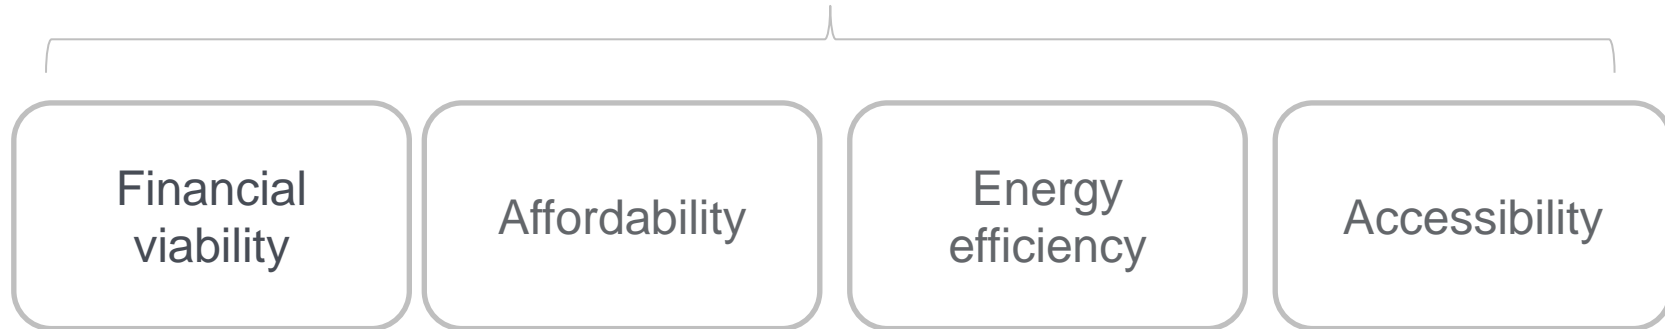 Financial
viability
Affordability
Energy
efficiency
Accessibility